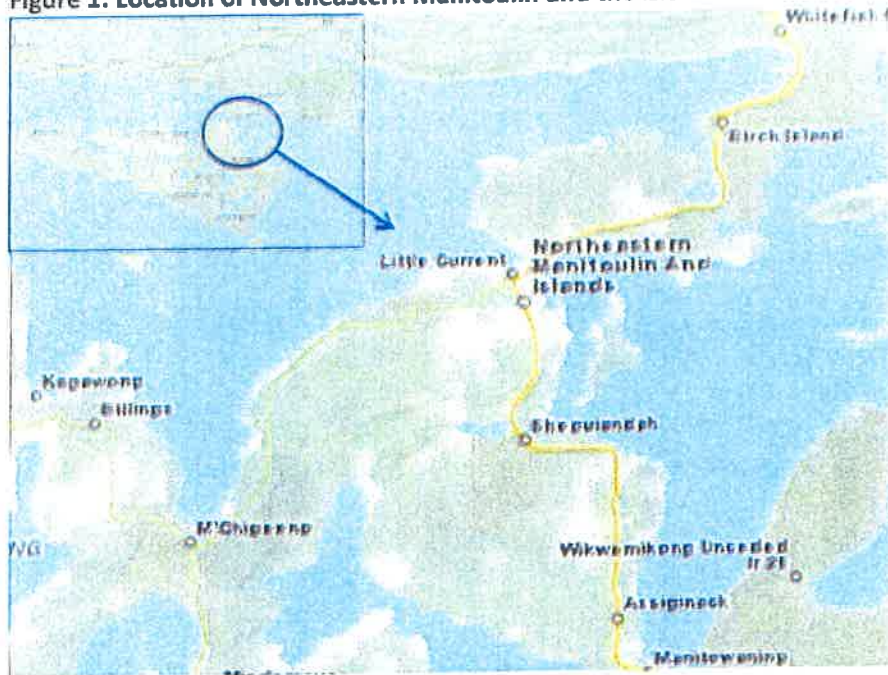 Figure 1. Location of Northeastern Manitoulin and
Whitefish
Birch Island
Little Current
Northeastern
Manitoulin And
Islands
Kagawong
Billings
Sheguiandah
M'Chigeeng
Wikwemikong Unceded
Ir 26
Assiginack
Manitowaning